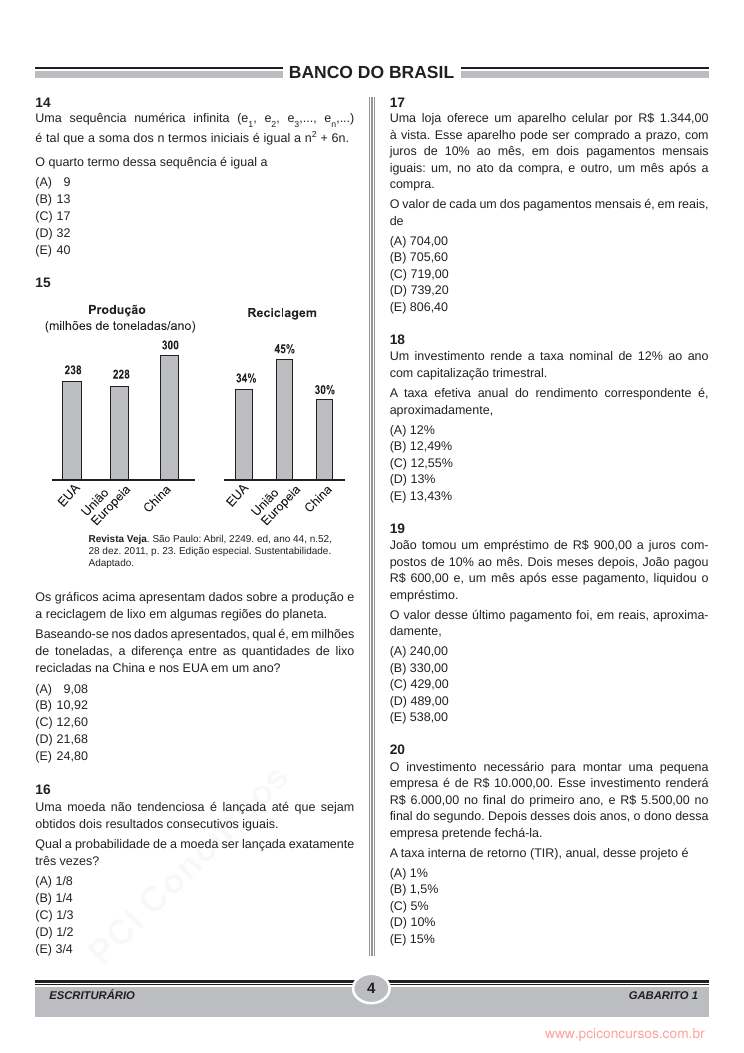 BANCO DO BRASIL
14
Uma sequência numérica infinita (e1, e2, e3,..., en,...)
é tal que a soma dos n termos iniciais é igual a n² + 6n.
O quarto termo dessa sequência é igual a
(A) 9
(B) 13
(C) 17
(D) 32
(E) 40
15
Produção
(milhões de toneladas/ano)
238
228
300
EUA
União
Europeia
China
Reciclagem
34%
45%
30%
EUA
União
Europeia
China
Revista Veja. São Paulo: Abril, 2249. ed, ano 44, n.52,
28 dez. 2011, p. 23. Edição especial. Sustentabilidade.
Adaptado.
Os gráficos acima apresentam dados sobre a produção e
a reciclagem de lixo em algumas regiões do planeta.
Baseando-se nos dados apresentados, qual é, em milhões
de toneladas, a diferença entre as quantidades de lixo
recicladas na China e nos EUA em um ano?
(A) 9,08
(B) 10,92
(C) 12,60
(D) 21,68
(E) 24,80
16
Uma moeda não tendenciosa é lançada até que sejam
obtidos dois resultados consecutivos iguais.
Qual a probabilidade de a moeda ser lançada exatamente
três vezes?
(A) 1/8
(B) 1/4
(C) 1/3
(D) 1/2
(E) 3/4
17
Uma loja oferece um aparelho celular por R$ 1.344,00
à vista. Esse aparelho pode ser comprado a prazo, com
juros de 10% ao mês, em dois pagamentos mensais
iguais: um, no ato da compra, e outro, um mês após a
compra.
O valor de cada um dos pagamentos mensais é, em reais,
de
(A) 704,00
(B) 705,60
(C) 719,00
(D) 739,20
(E) 806,40
18
Um investimento rende a taxa nominal de 12% ao ano
com capitalização trimestral.
A taxa efetiva anual do rendimento correspondente é,
aproximadamente,
(A) 12%
(B) 12,49%
(C) 12,55%
(D) 13%
(E) 13,43%
19
João tomou um empréstimo de R$ 900,00 a juros com-
postos de 10% ao mês. Dois meses depois, João pagou
R$ 600,00 e, um mês após esse pagamento, liquidou o
empréstimo.
O valor desse último pagamento foi, em reais, aproxima-
damente,
(A) 240,00
(B) 330,00
(C) 429,00
(D) 489,00
(E) 538,00
20
O investimento necessário para montar uma pequena
empresa é de R$ 10.000,00. Esse investimento renderá
R$ 6.000,00 no final do primeiro ano, e R$ 5.500,00 no
final do segundo. Depois desses dois anos, o dono dessa
empresa pretende fechá-la.
A taxa interna de retorno (TIR), anual, desse projeto é
(A) 1%
(B) 1,5%
(C) 5%
(D) 10%
(E) 15%
PCI Concursos
ESCRITURÁRIO
4
GABARITO 1
www.pciconcursos.com.br